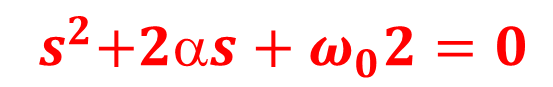 s²+2αs + ω₀2 = 0